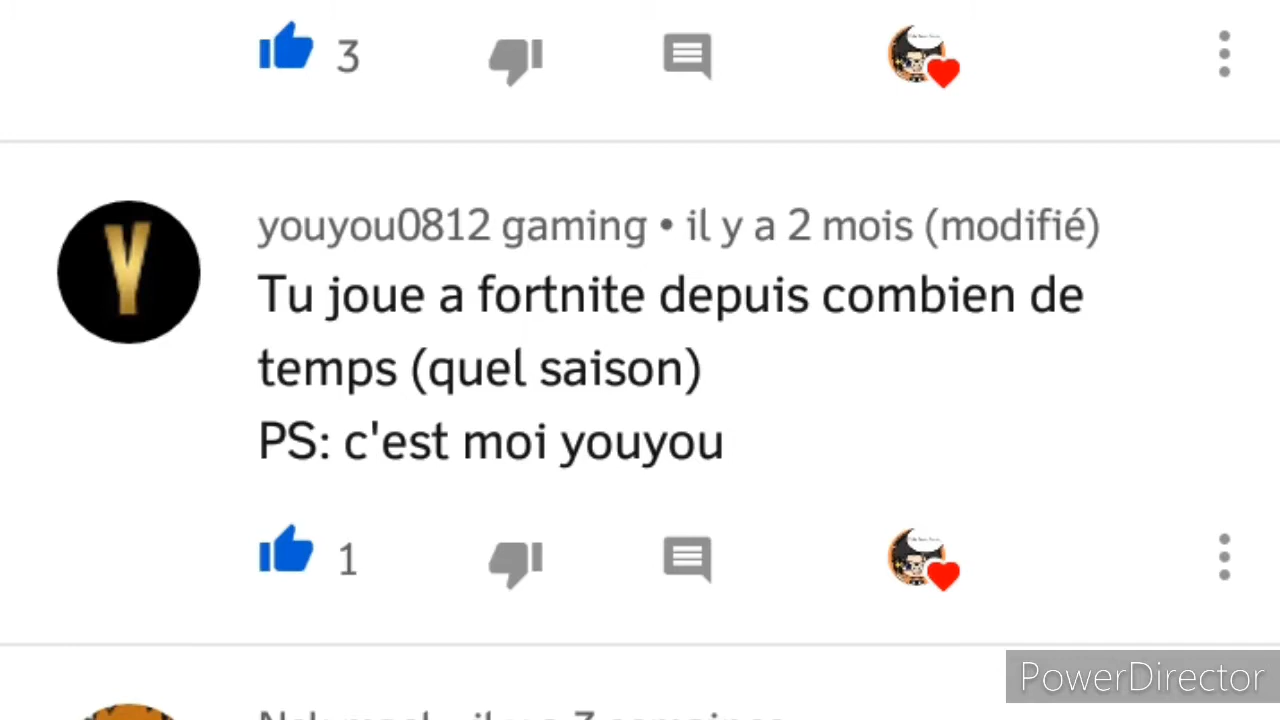 3
Y
youyou0812 gaming • il y a 2 mois (modifié)
Tu joue a fortnite depuis combien de
temps (quel saison)
PS: c'est moi youyou
1
PowerDirector